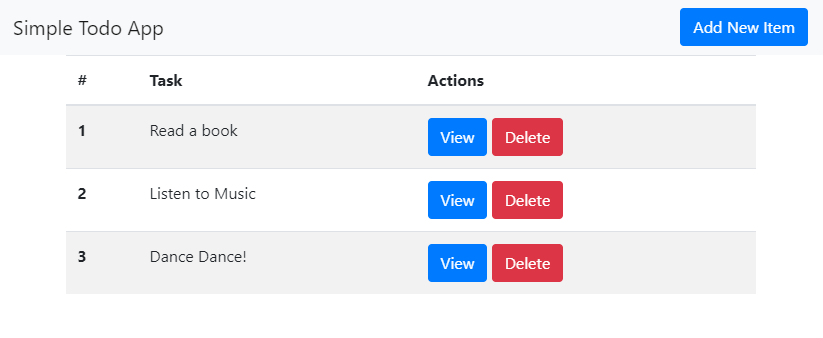 Simple Todo App Add New Item
# Task Actions
1 Read a book View Delete
2 Listen to Music View Delete
3 Dance Dance! View Delete